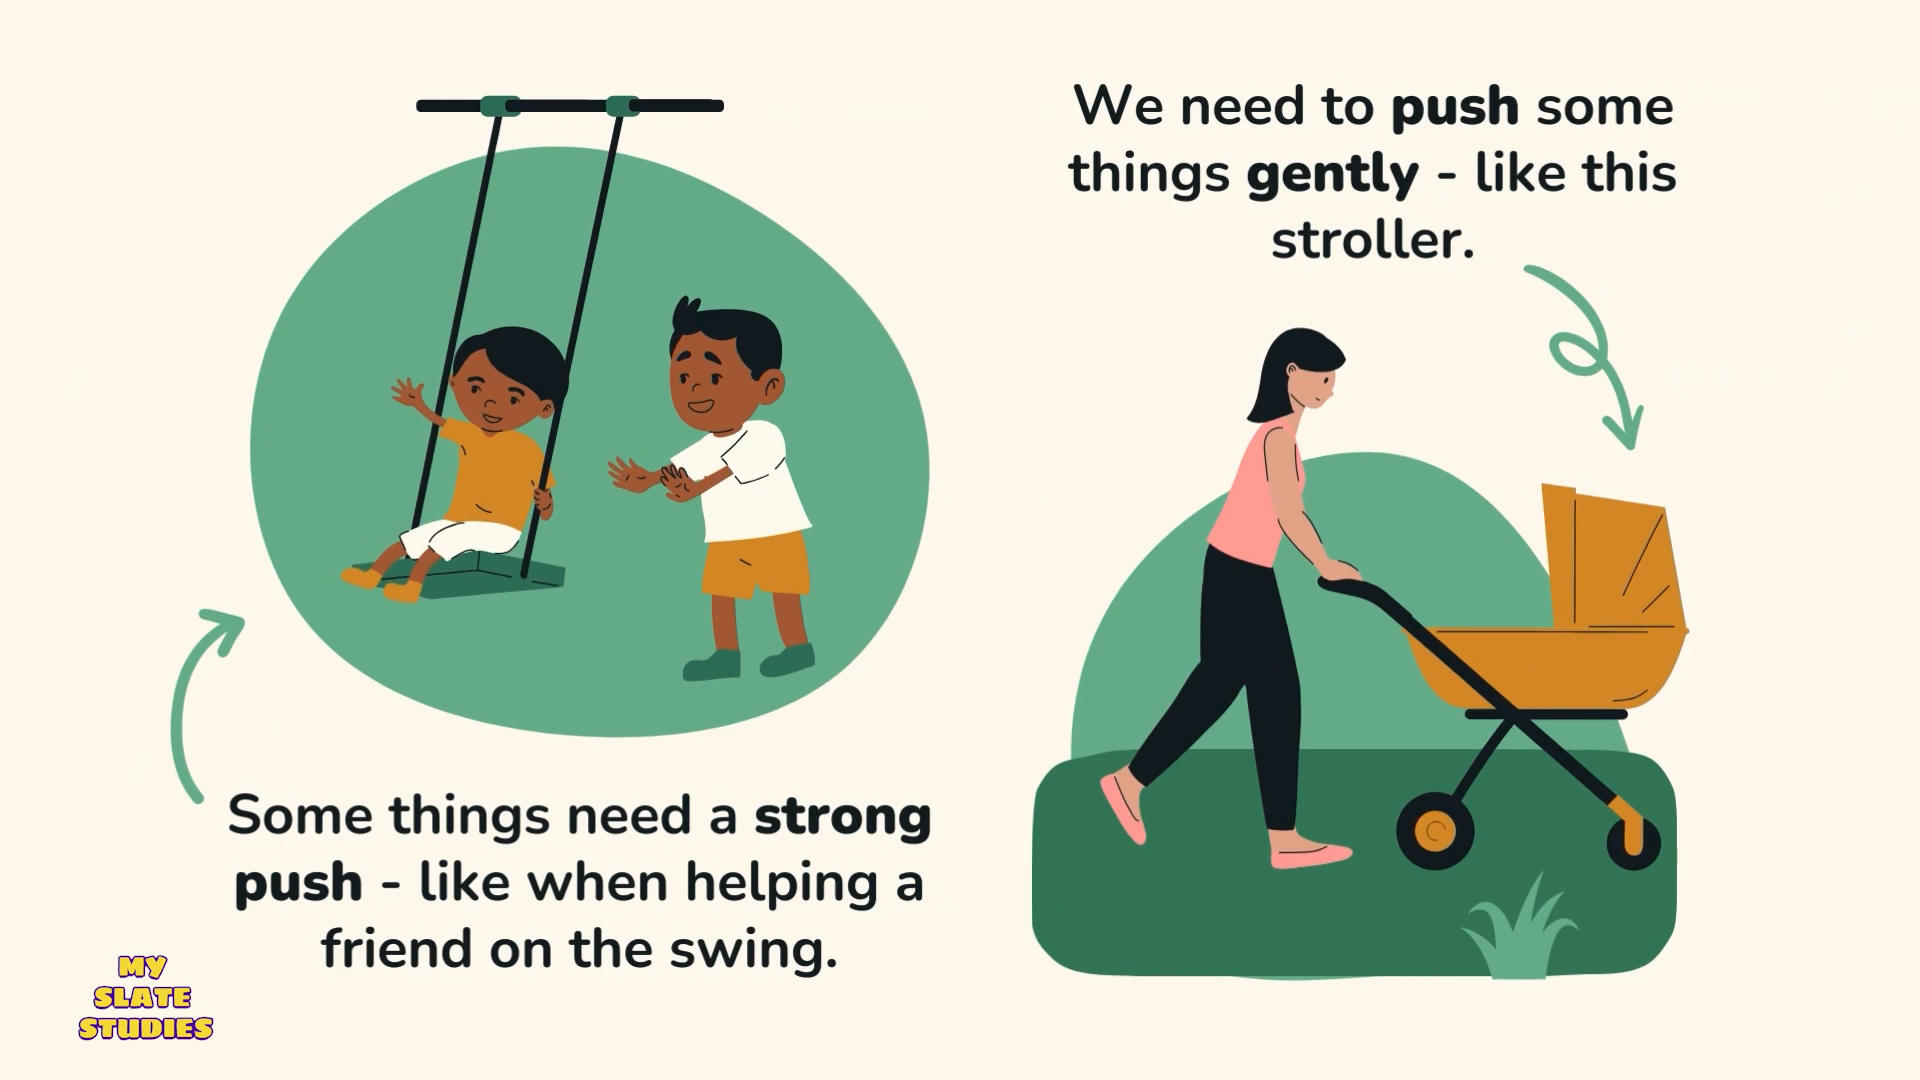 We need to push some
things gently - like this
stroller.
Some things need a strong
push - like when helping a
friend on the swing.
MY
SLATE
STUDIES